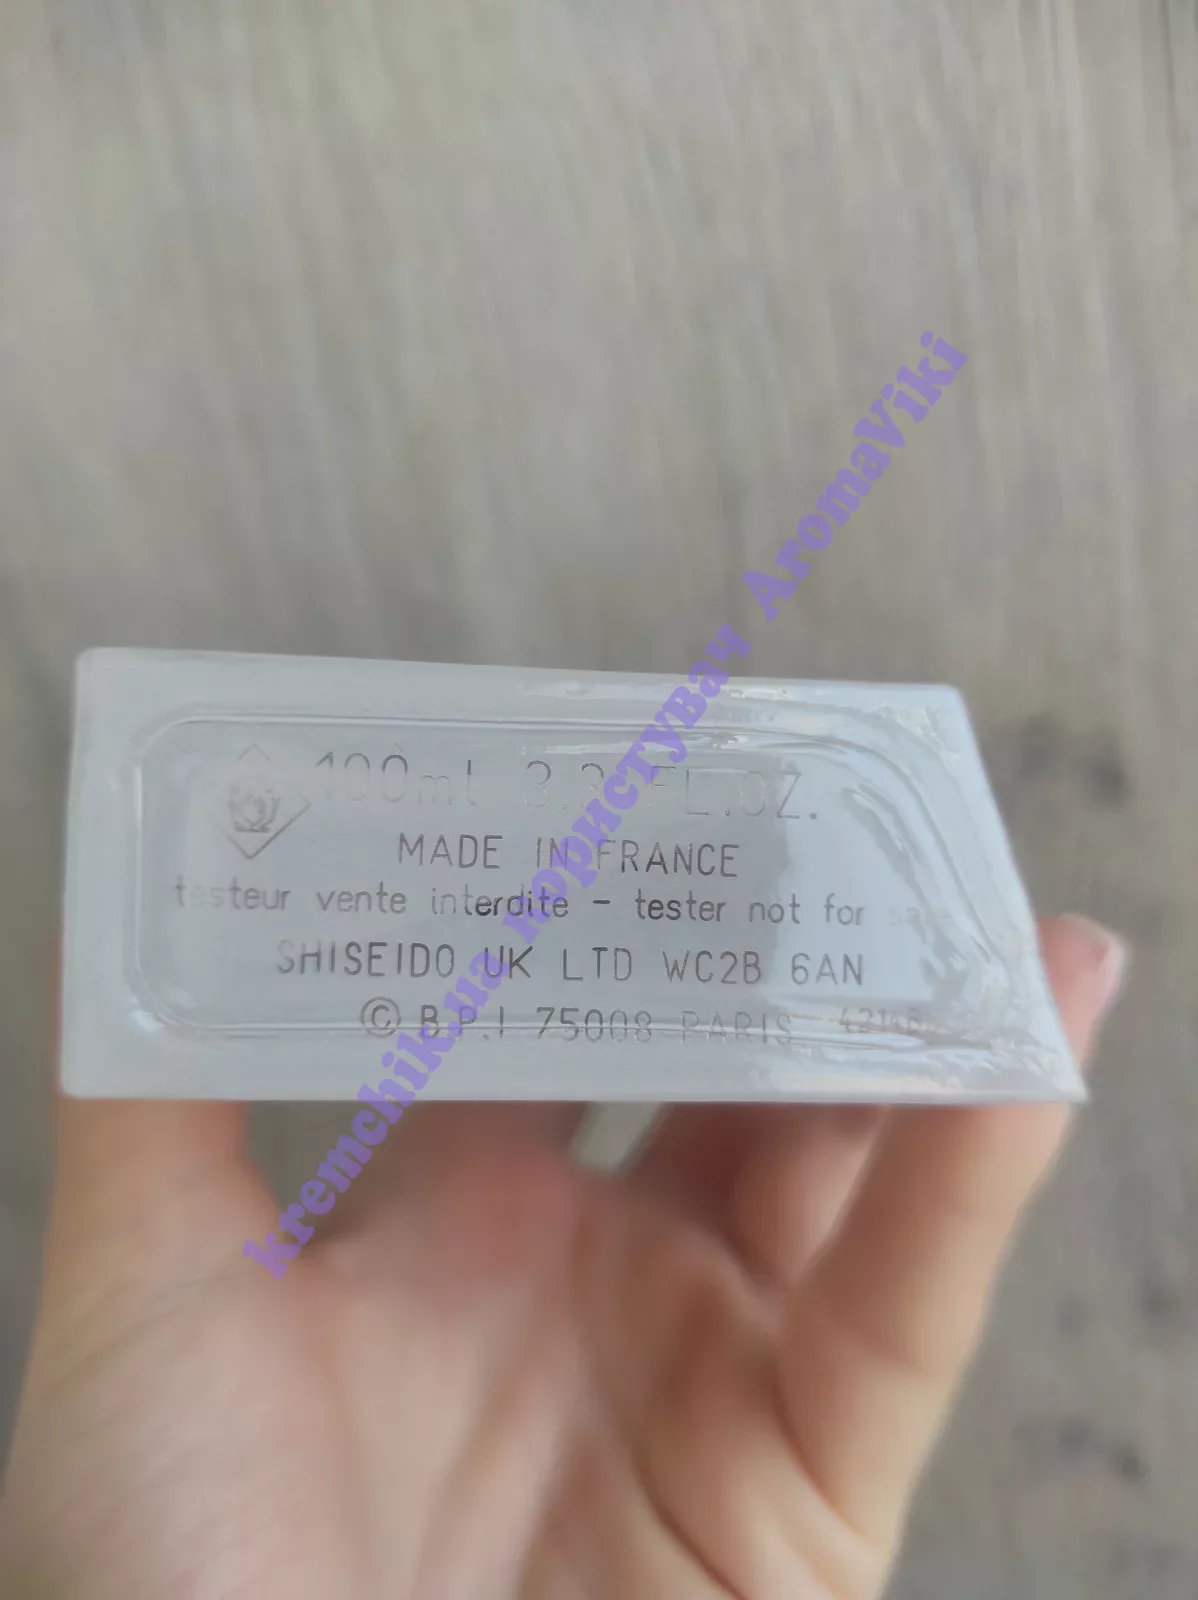 100ml 3.3 FL.OZ.
MADE IN FRANCE
testeur vente interdite - tester not for sale
SHISEIDO UK LTD WC2B 6AN
© B.P.I 75008 PARIS
kremchik.ua користувач AromaViki